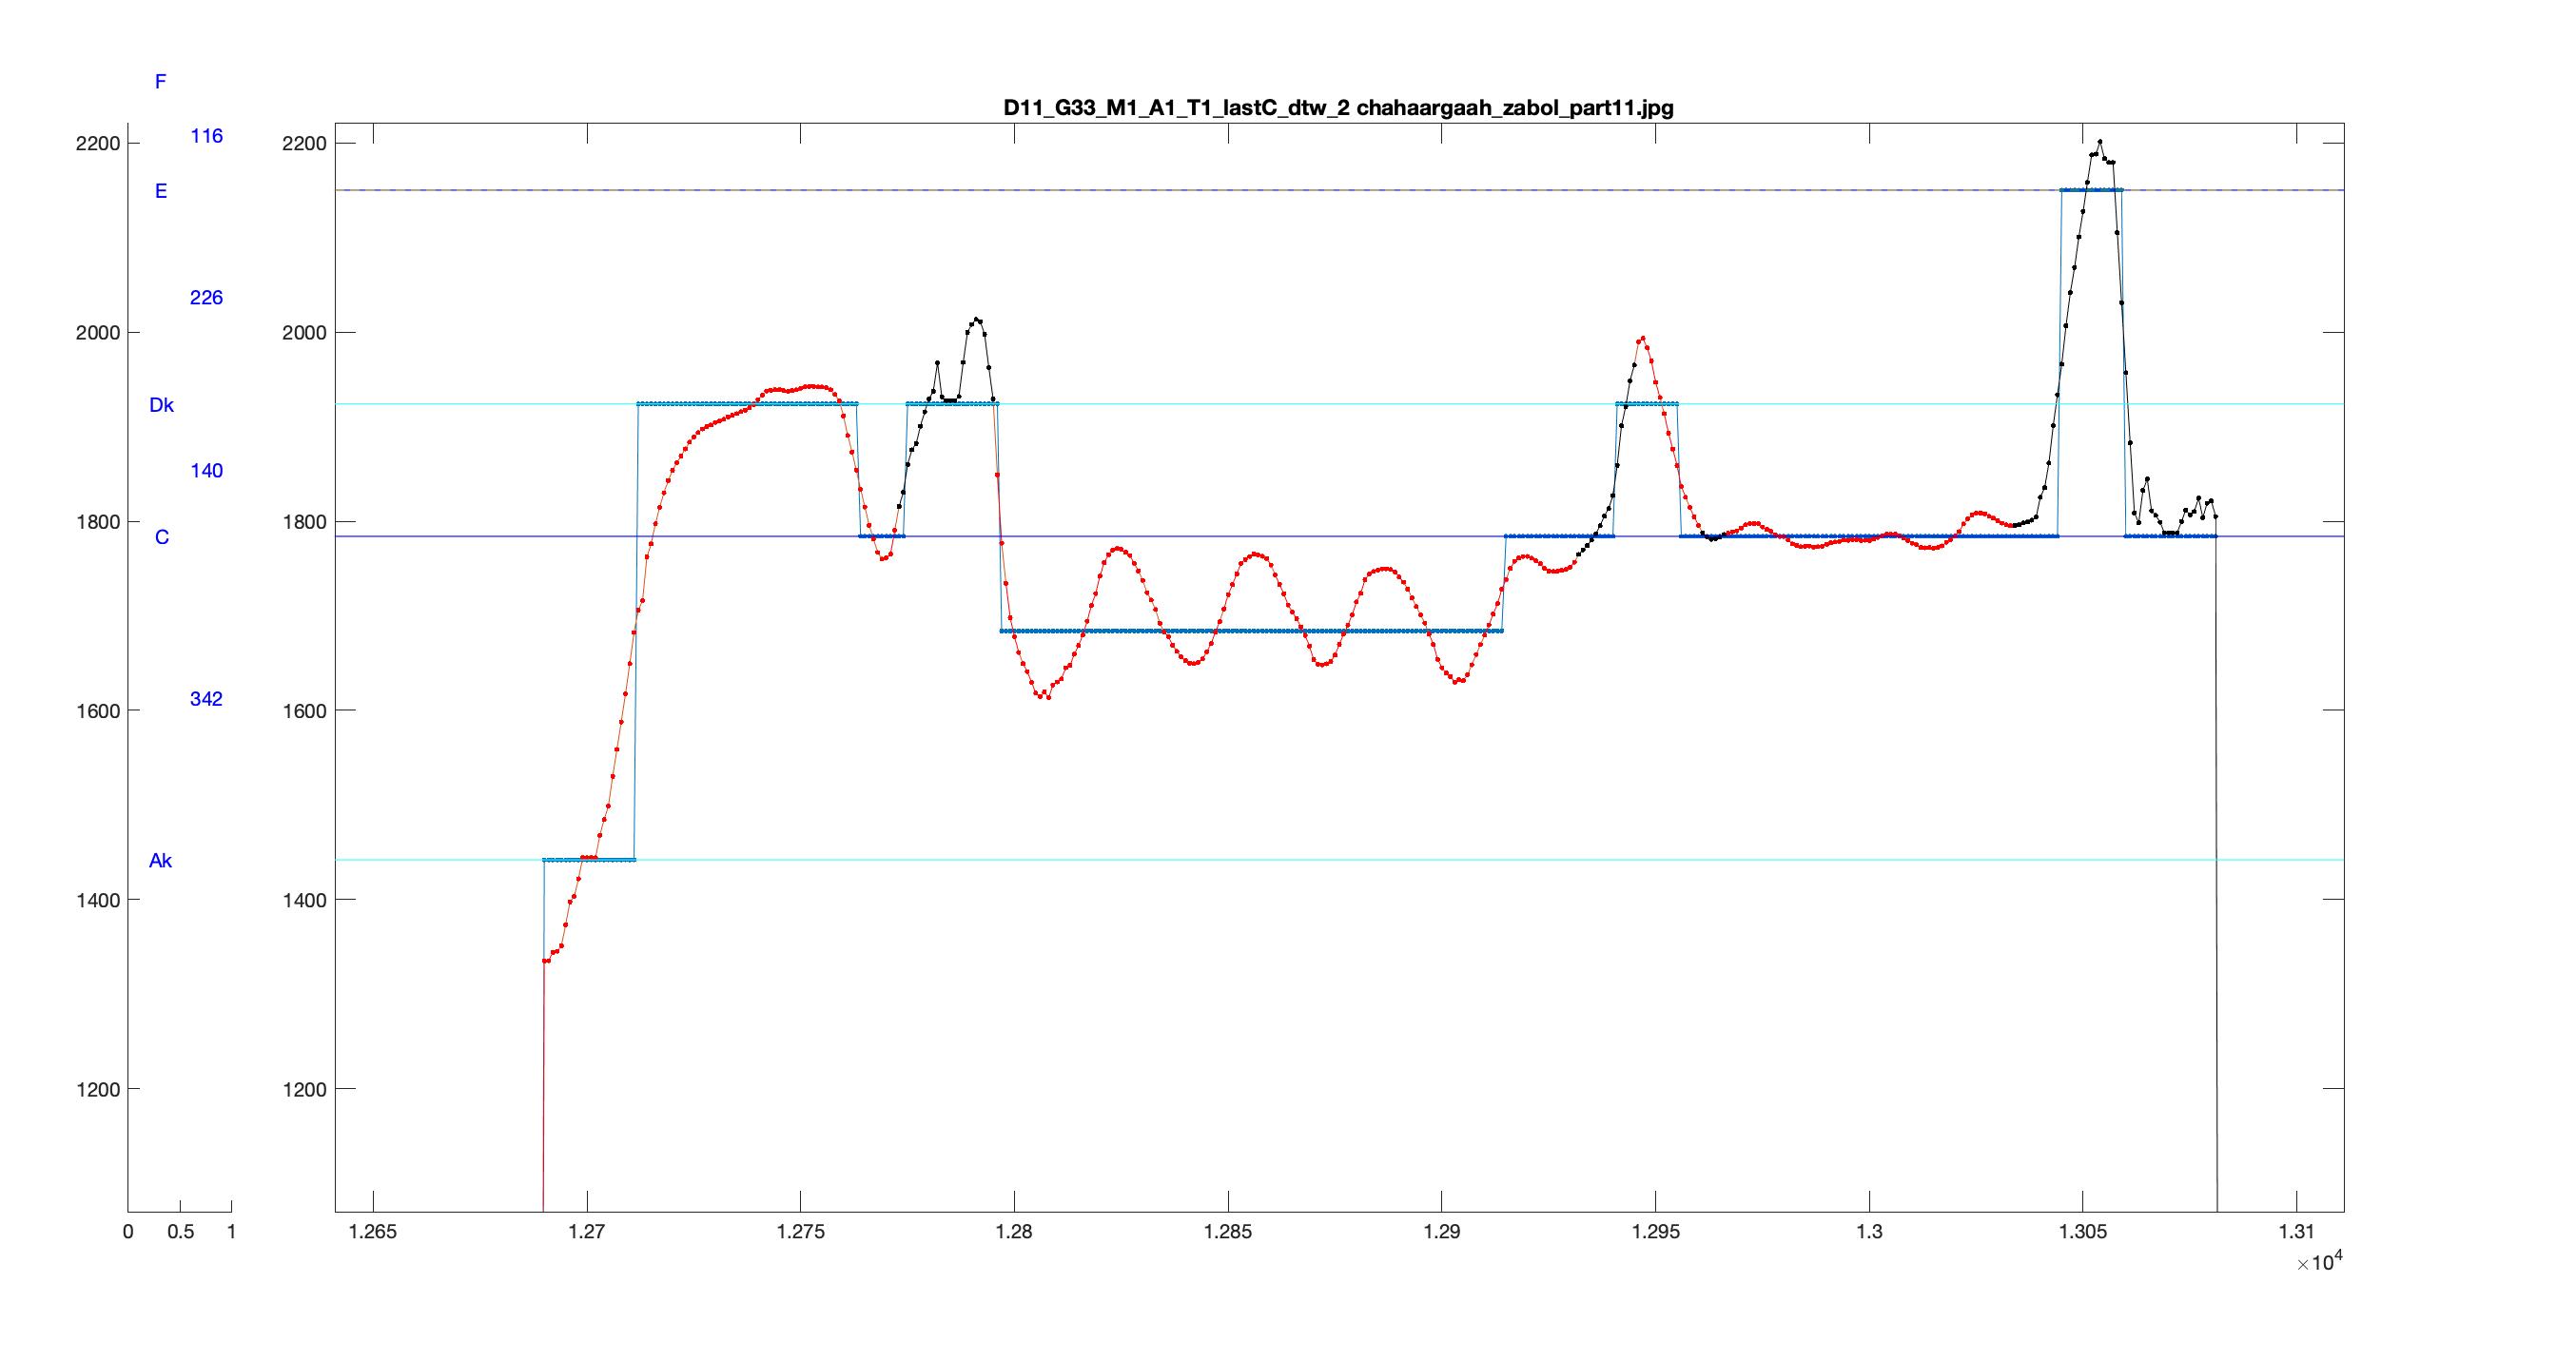 D11_G33_M1_A1_T1_lastC_dtw_2 chahaargaah_zabol_part11.jpg
F
116
E
226
Dk
140
C
342
Ak
2200
2000
1800
1600
1400
1200
0 0.5 1
2200
2000
1800
1600
1400
1200
1.265 1.27 1.275 1.28 1.285 1.29 1.295 1.3 1.305 1.31
×10^4